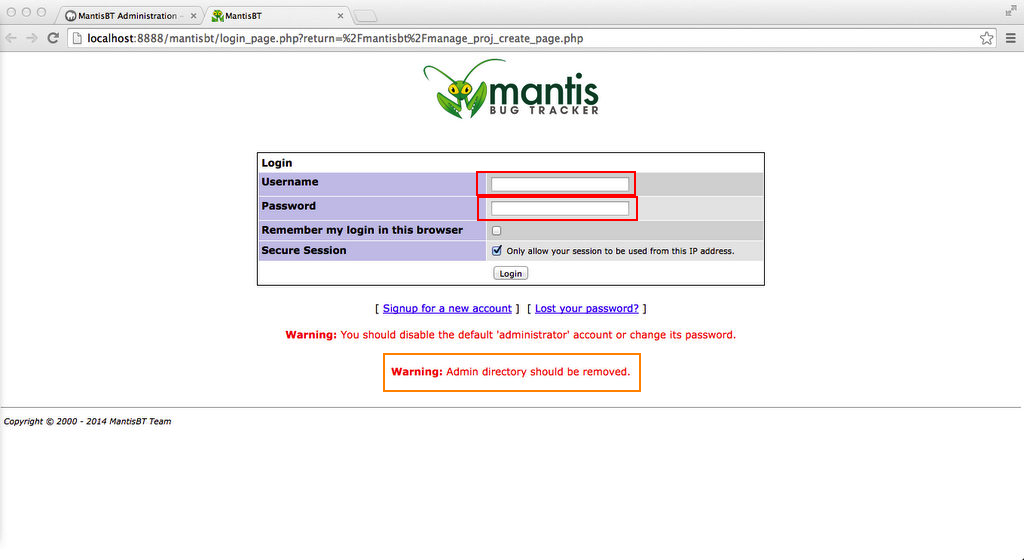 MantisBT Administration -
MantisBT
localhost:8888/mantisbt/login_page.php?return=%2Fmantisbt%2Fmanage_proj_create_page.php
mantis
BUG TRACKER
Login
Username
Password
Remember my login in this browser
Secure Session
Only allow your session to be used from this IP address.
Login
[ Signup for a new account ] [ Lost your password? ]
Warning: You should disable the default 'administrator' account or change its password.
Warning: Admin directory should be removed.
Copyright © 2000 - 2014 MantisBT Team